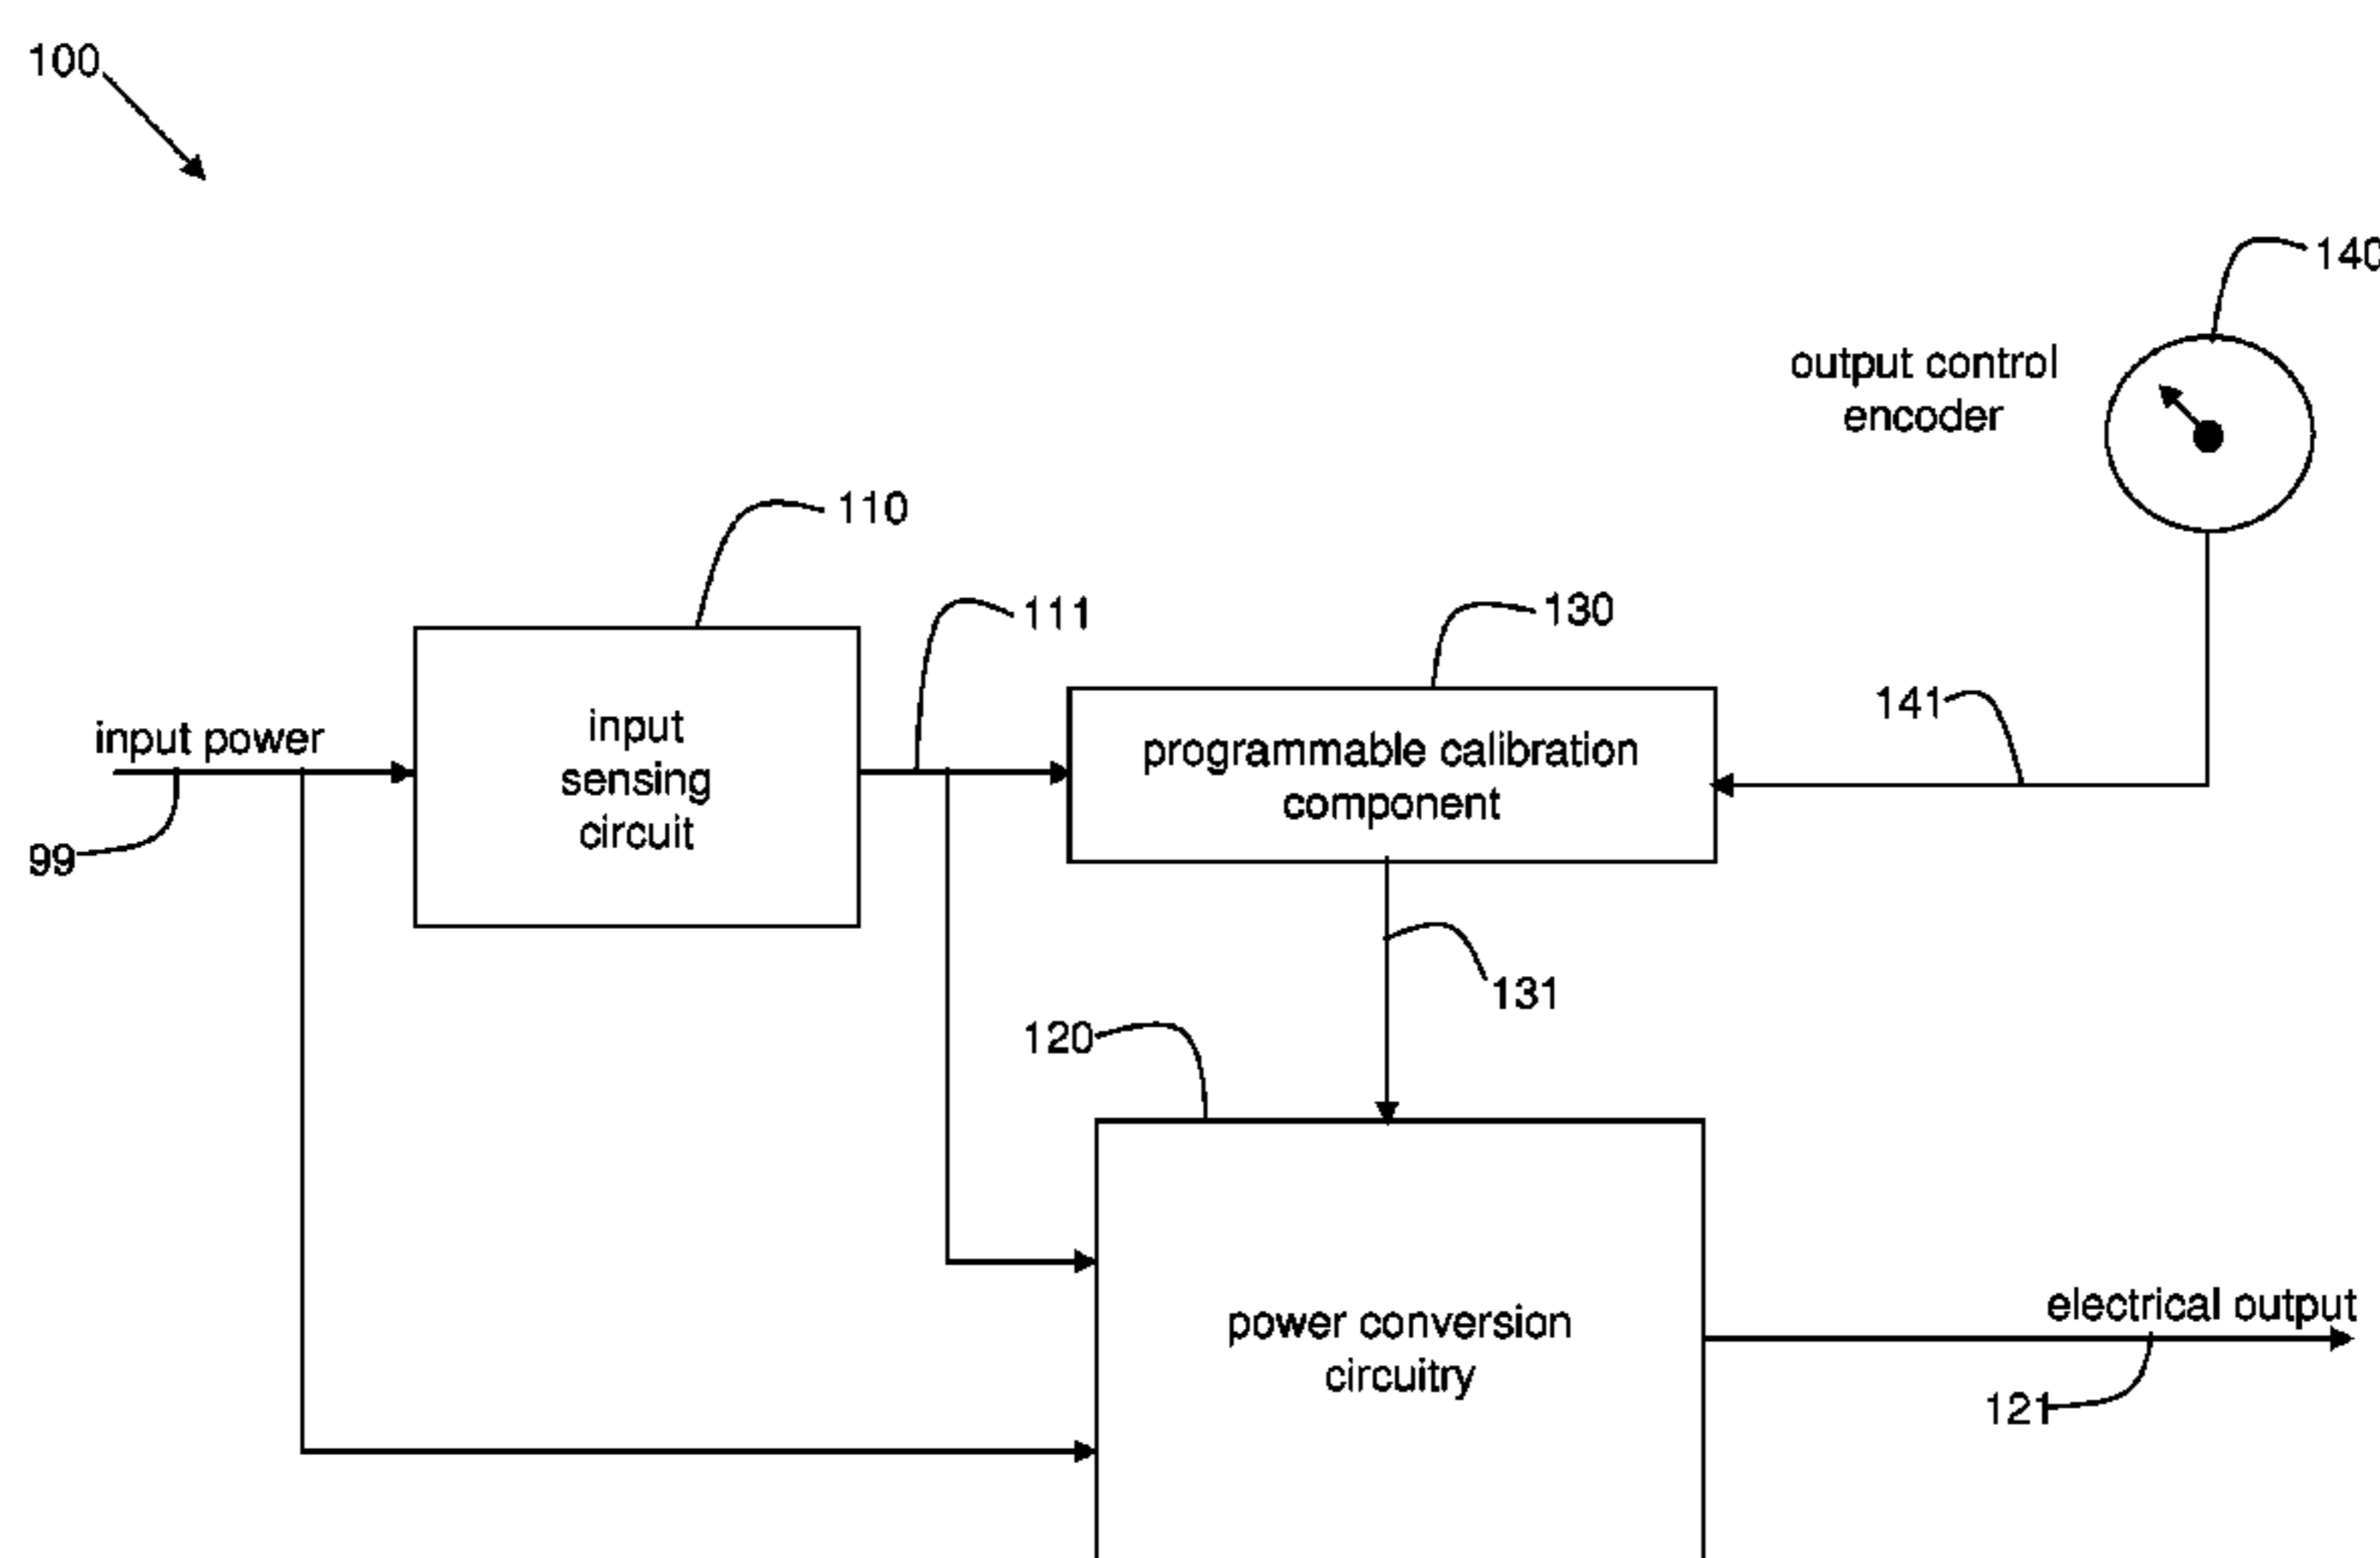 100
140
output control
encoder
110
111
130
141
input power
input
sensing
circuit
programmable calibration
component
99
131
120
power conversion
circuitry
electrical output
121